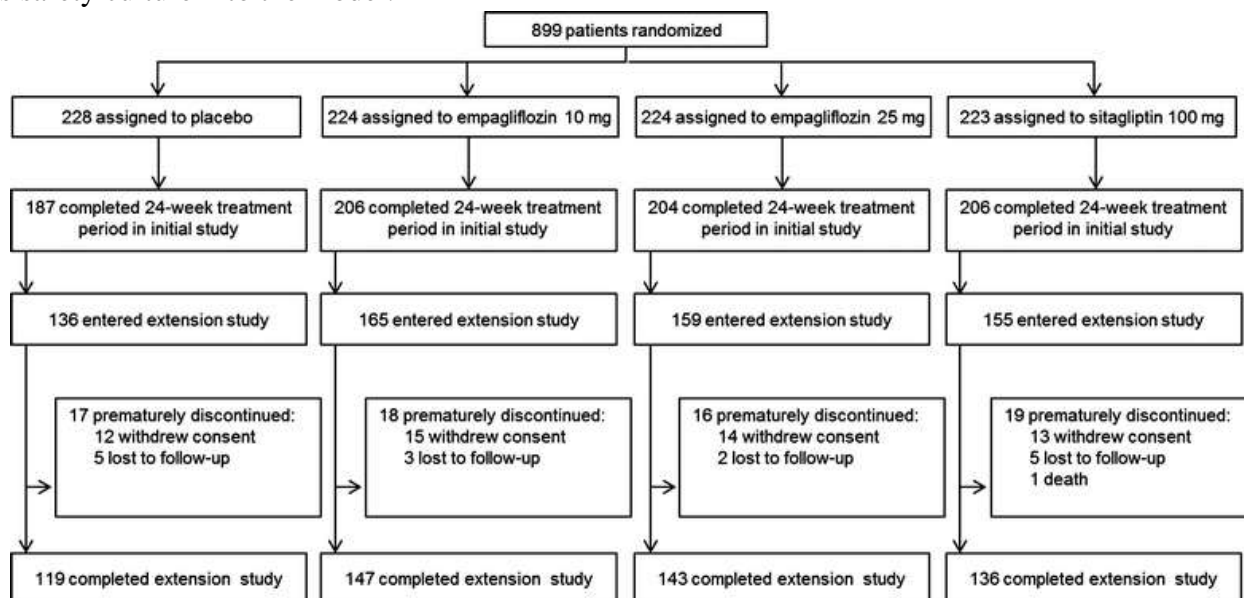 899 patients randomized
228 assigned to placebo
224 assigned to empagliflozin 10 mg
224 assigned to empagliflozin 25 mg
223 assigned to sitagliptin 100 mg
187 completed 24-week treatment
period in initial study
206 completed 24-week treatment
period in initial study
204 completed 24-week treatment
period in initial study
206 completed 24-week treatment
period in initial study
136 entered extension study
165 entered extension study
159 entered extension study
155 entered extension study
17 prematurely discontinued:
12 withdrew consent
5 lost to follow-up
18 prematurely discontinued:
15 withdrew consent
3 lost to follow-up
16 prematurely discontinued:
14 withdrew consent
2 lost to follow-up
19 prematurely discontinued:
13 withdrew consent
5 lost to follow-up
1 death
119 completed extension study
147 completed extension study
143 completed extension study
136 completed extension study